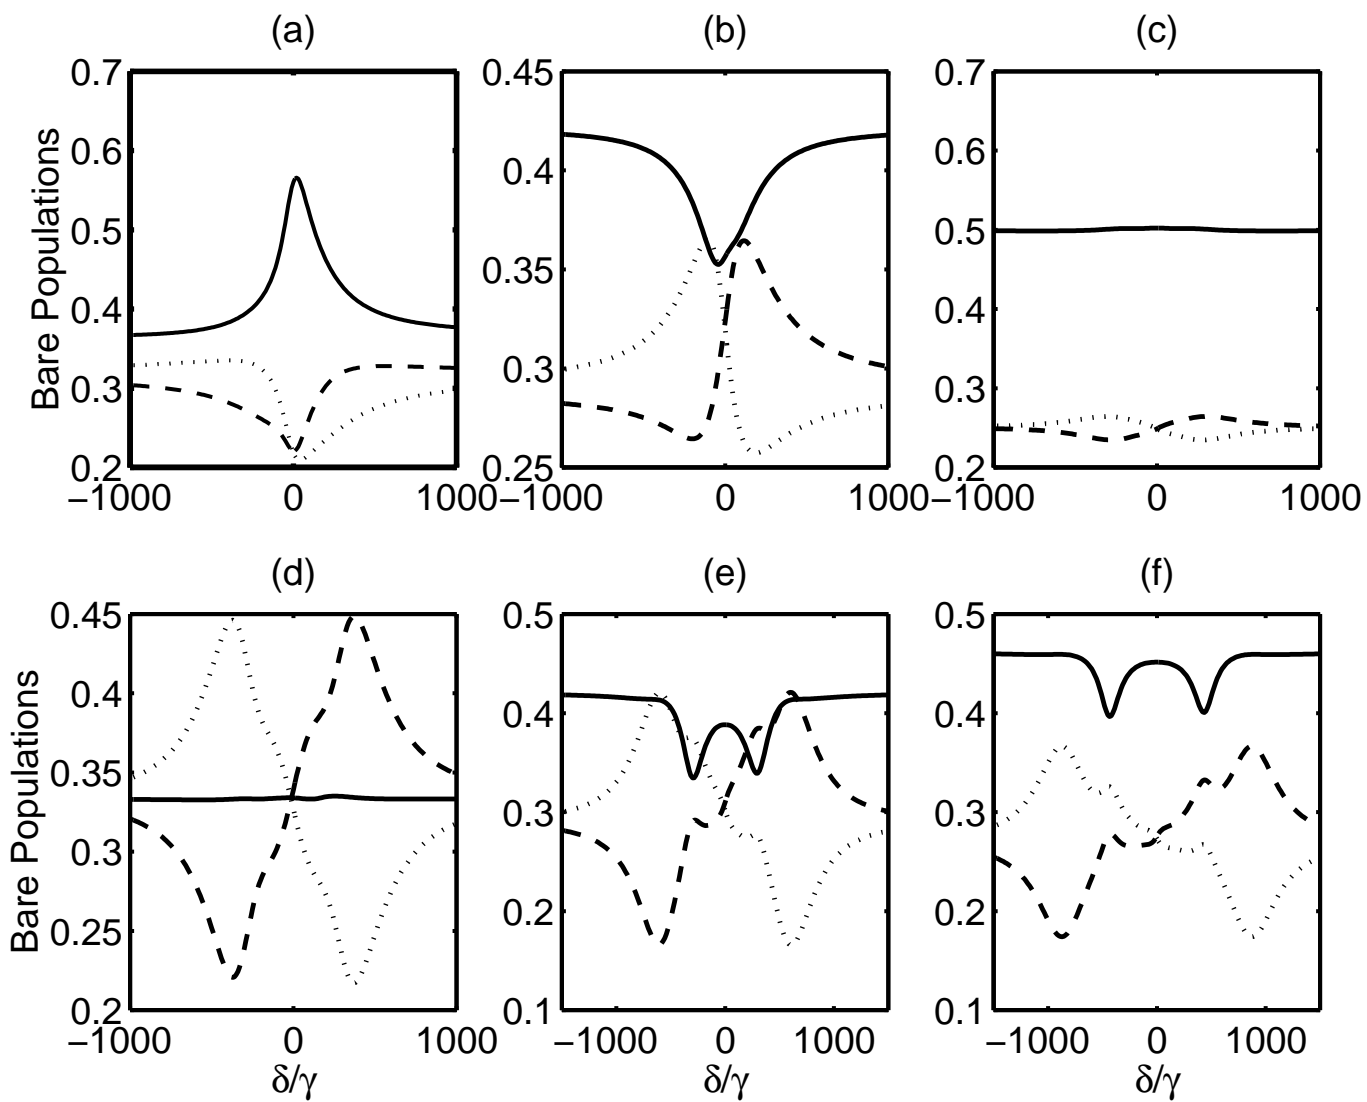 (a) (b) (c)
0.7 0.45 0.7
0.6 0.6
0.4
0.5 0.5
0.35
0.4 0.4
0.3
0.3 0.3
0.2 0.25 0.2
−1000 0 1000 −1000 0 1000 −1000 0 1000
Bare Populations
(d) (e) (f)
0.45 0.5 0.5
0.4 0.4 0.4
0.35
0.3 0.3 0.3
0.25 0.2 0.2
0.2 0.1 0.1
−1000 0 1000 −1000 0 1000 −1000 0 1000
Bare Populations
δ/γ δ/γ δ/γ